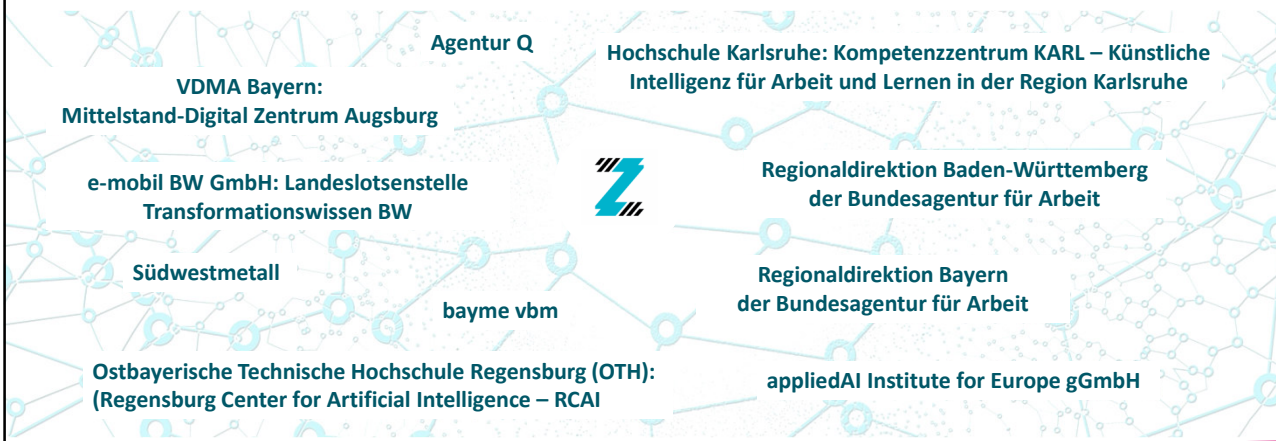 Agentur Q
Hochschule Karlsruhe: Kompetenzzentrum KARL – Künstliche
Intelligenz für Arbeit und Lernen in der Region Karlsruhe
VDMA Bayern:
Mittelstand-Digital Zentrum Augsburg
e-mobil BW GmbH: Landeslotsenstelle
Transformationswissen BW
Z
Regionaldirektion Baden-Württemberg
der Bundesagentur für Arbeit
Südwestmetall
Regionaldirektion Bayern
der Bundesagentur für Arbeit
bayme vbm
Ostbayerische Technische Hochschule Regensburg (OTH):
(Regensburg Center for Artificial Intelligence – RCAI
appliedAI Institute for Europe gGmbH